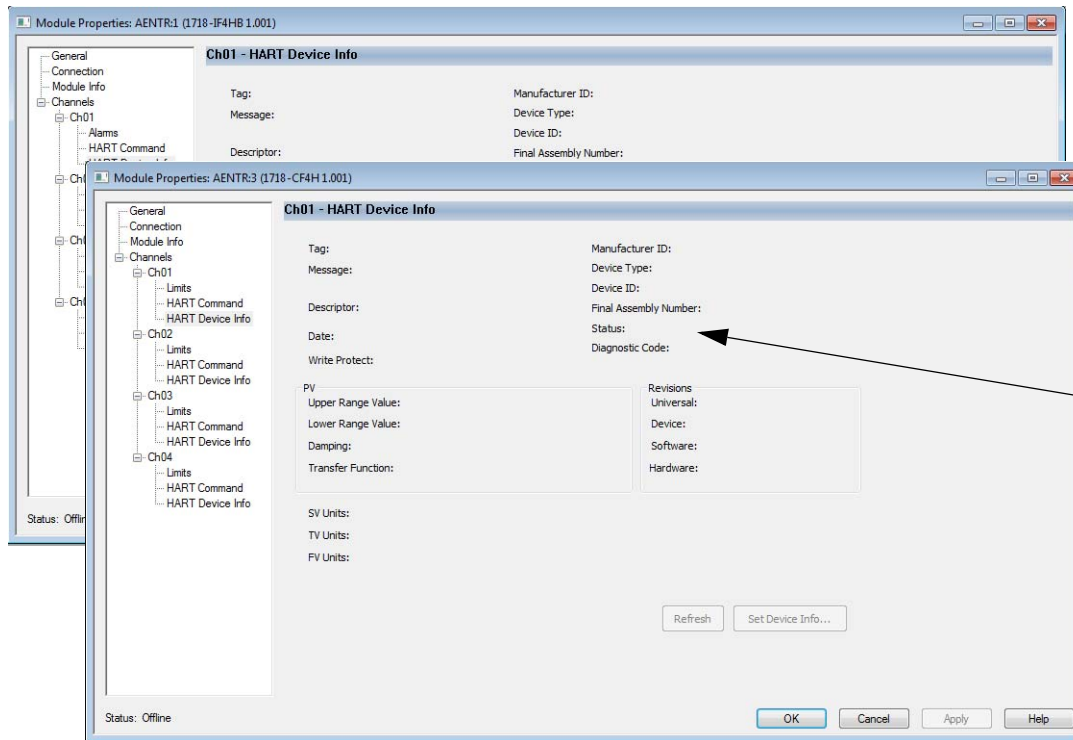 Module Properties: AENTR:1 (1718-IF4HB 1.001)
General
Connection
Module Info
Channels
Ch01
Alarms
HART Command
Ch01 - HART Device Info
Tag:
Message:
Descriptor:
Manufacturer ID:
Device Type:
Device ID:
Final Assembly Number:
Status:
Module Properties: AENTR:3 (1718-CF4H 1.001)
General
Connection
Module Info
Channels
Ch01
Limits
HART Command
HART Device Info
Ch02
Limits
HART Command
HART Device Info
Ch03
Limits
HART Command
HART Device Info
Ch04
Limits
HART Command
HART Device Info
Ch01 - HART Device Info
Tag:
Message:
Descriptor:
Date:
Write Protect:
Manufacturer ID:
Device Type:
Device ID:
Final Assembly Number:
Status:
Diagnostic Code:
PV
Upper Range Value:
Lower Range Value:
Damping:
Transfer Function:
Revisions
Universal:
Device:
Software:
Hardware:
SV Units:
TV Units:
FV Units:
Refresh
Set Device Info...
Status: Offline
OK
Cancel
Apply
Help